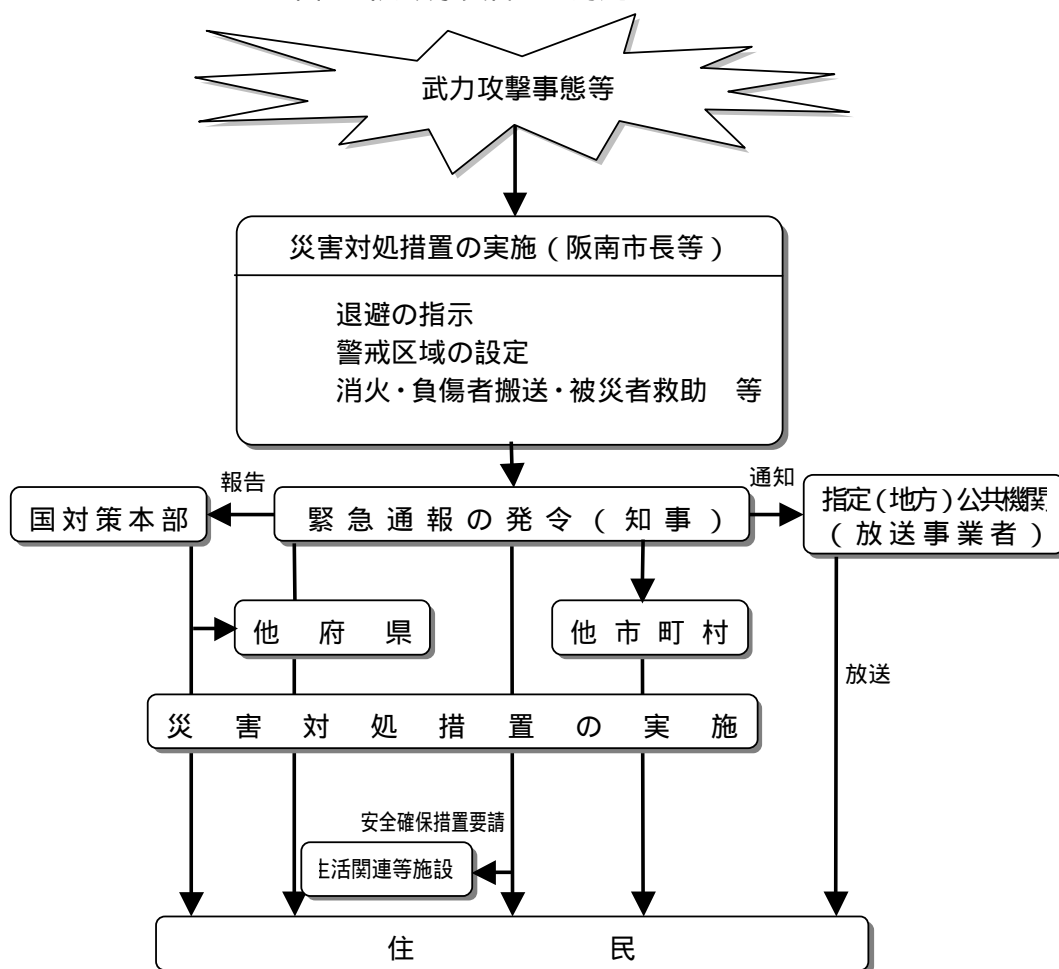 武力攻撃事態等
災害対処措置の実施(阪南市長等)
退避の指示
警戒区域の設定
消火・負傷者搬送・被災者救助 等
報告
通知
国対策本部
緊急通報の発令(知事)
指定(地方)公共機関
(放送事業者)
他府県
他市町村
放送
災害対処措置の実施
安全確保措置要請
生活関連等施設
住民